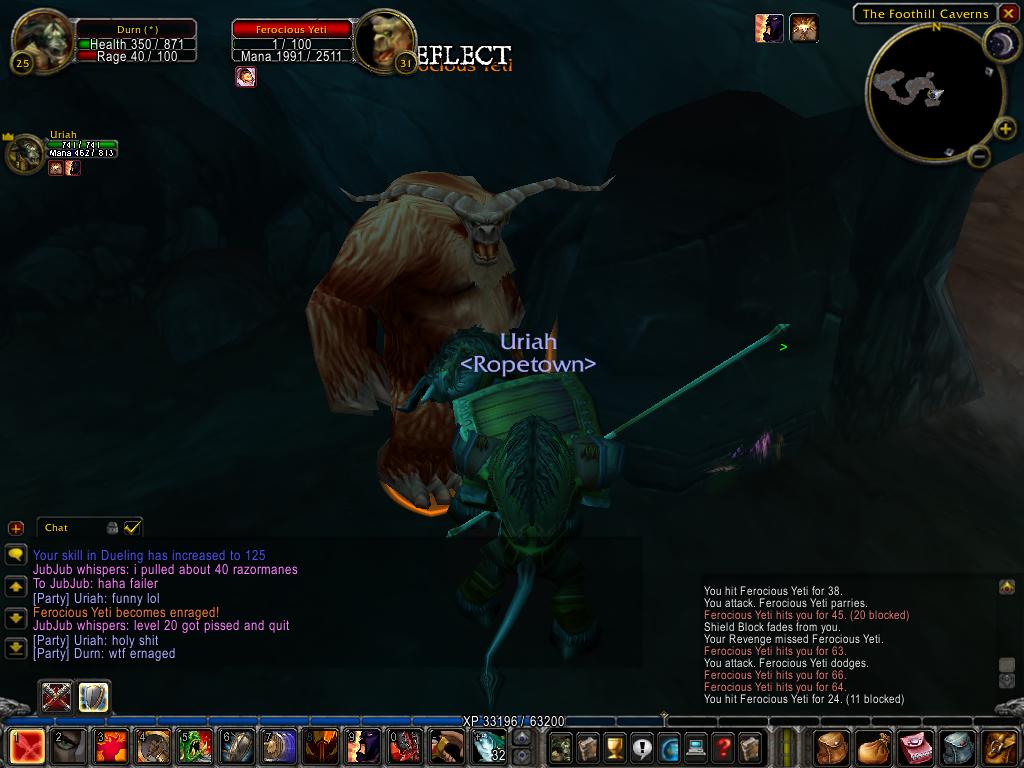 Durn (*)
Health 350 / 871
Rage 40 / 100
25
Ferocious Yeti
1 / 100
Mana 1991 / 2511
31
EFLECT
ocious Yeti
The Foothill Caverns
N
Uriah
741 / 741
Mana 462 / 813
Uriah
<Ropetown>
>
Chat
Your skill in Dueling has increased to 125
JubJub whispers: i pulled about 40 razormanes
To JubJub: haha failer
[Party] Uriah: funny lol
Ferocious Yeti becomes enraged!
JubJub whispers: level 20 got pissed and quit
[Party] Uriah: holy shit
[Party] Durn: wtf ernaged
You hit Ferocious Yeti for 38.
You attack. Ferocious Yeti parries.
Ferocious Yeti hits you for 45. (20 blocked)
Shield Block fades from you.
Your Revenge missed Ferocious Yeti.
Ferocious Yeti hits you for 63.
You attack. Ferocious Yeti dodges.
Ferocious Yeti hits you for 66.
Ferocious Yeti hits you for 64.
You hit Ferocious Yeti for 24. (11 blocked)
XP 33196 / 63200
1 2 3 4 5 6 7 9 0 32